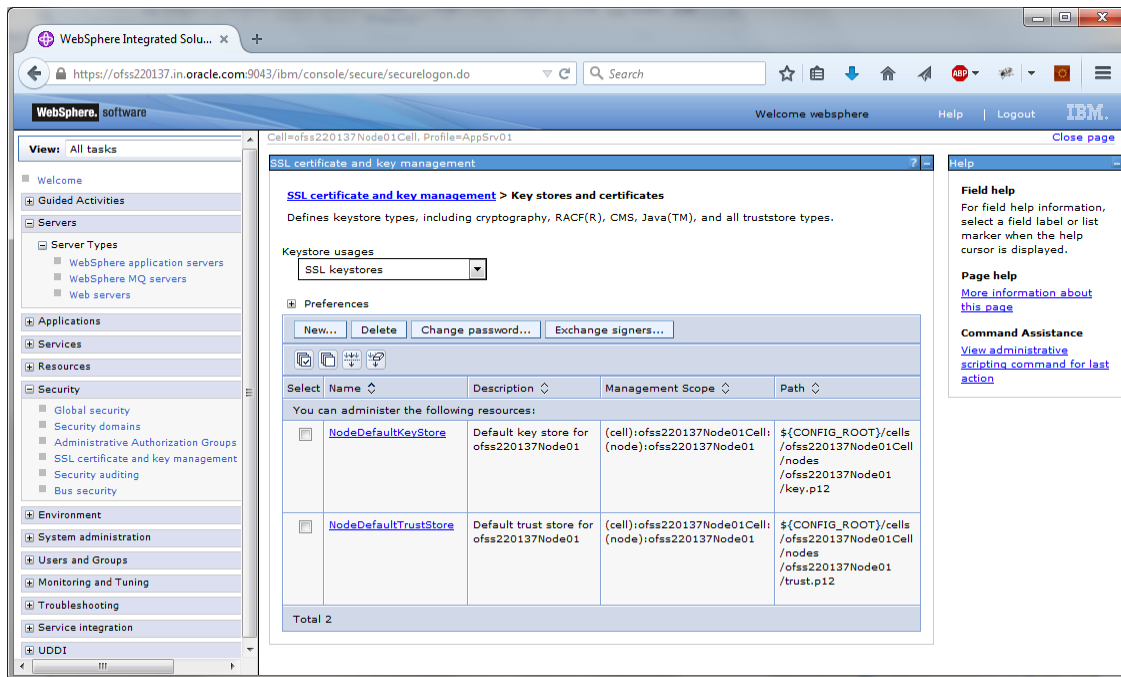 WebSphere Integrated Solu... × +
https://ofss220137.in.oracle.com:9043/ibm/console/secure/securelogon.do
Search
ABP
WebSphere. software
Welcome websphere
Help | Logout
IBM.
View: All tasks
Welcome
Guided Activities
Servers
Server Types
WebSphere application servers
WebSphere MQ servers
Web servers
Applications
Services
Resources
Security
Global security
Security domains
Administrative Authorization Groups
SSL certificate and key management
Security auditing
Bus security
Environment
System administration
Users and Groups
Monitoring and Tuning
Troubleshooting
Service integration
UDDI
Cell=ofss220137Node01Cell, Profile=AppSrv01
Close page
SSL certificate and key management ? –
SSL certificate and key management > Key stores and certificates
Defines keystore types, including cryptography, RACF(R), CMS, Java(TM), and all truststore types.
Keystore usages
SSL keystores
Preferences
New... Delete Change password... Exchange signers...
Select Name Description Management Scope Path
You can administer the following resources:
NodeDefaultKeyStore
Default key store for
ofss220137Node01
(cell):ofss220137Node01Cell:
(node):ofss220137Node01
${CONFIG_ROOT}/cells
/ofss220137Node01Cell
/nodes
/ofss220137Node01
/key.p12
NodeDefaultTrustStore
Default trust store for
ofss220137Node01
(cell):ofss220137Node01Cell:
(node):ofss220137Node01
${CONFIG_ROOT}/cells
/ofss220137Node01Cell
/nodes
/ofss220137Node01
/trust.p12
Total 2
Help
Field help
For field help information,
select a field label or list
marker when the help
cursor is displayed.
Page help
More information about
this page
Command Assistance
View administrative
scripting command for last
action